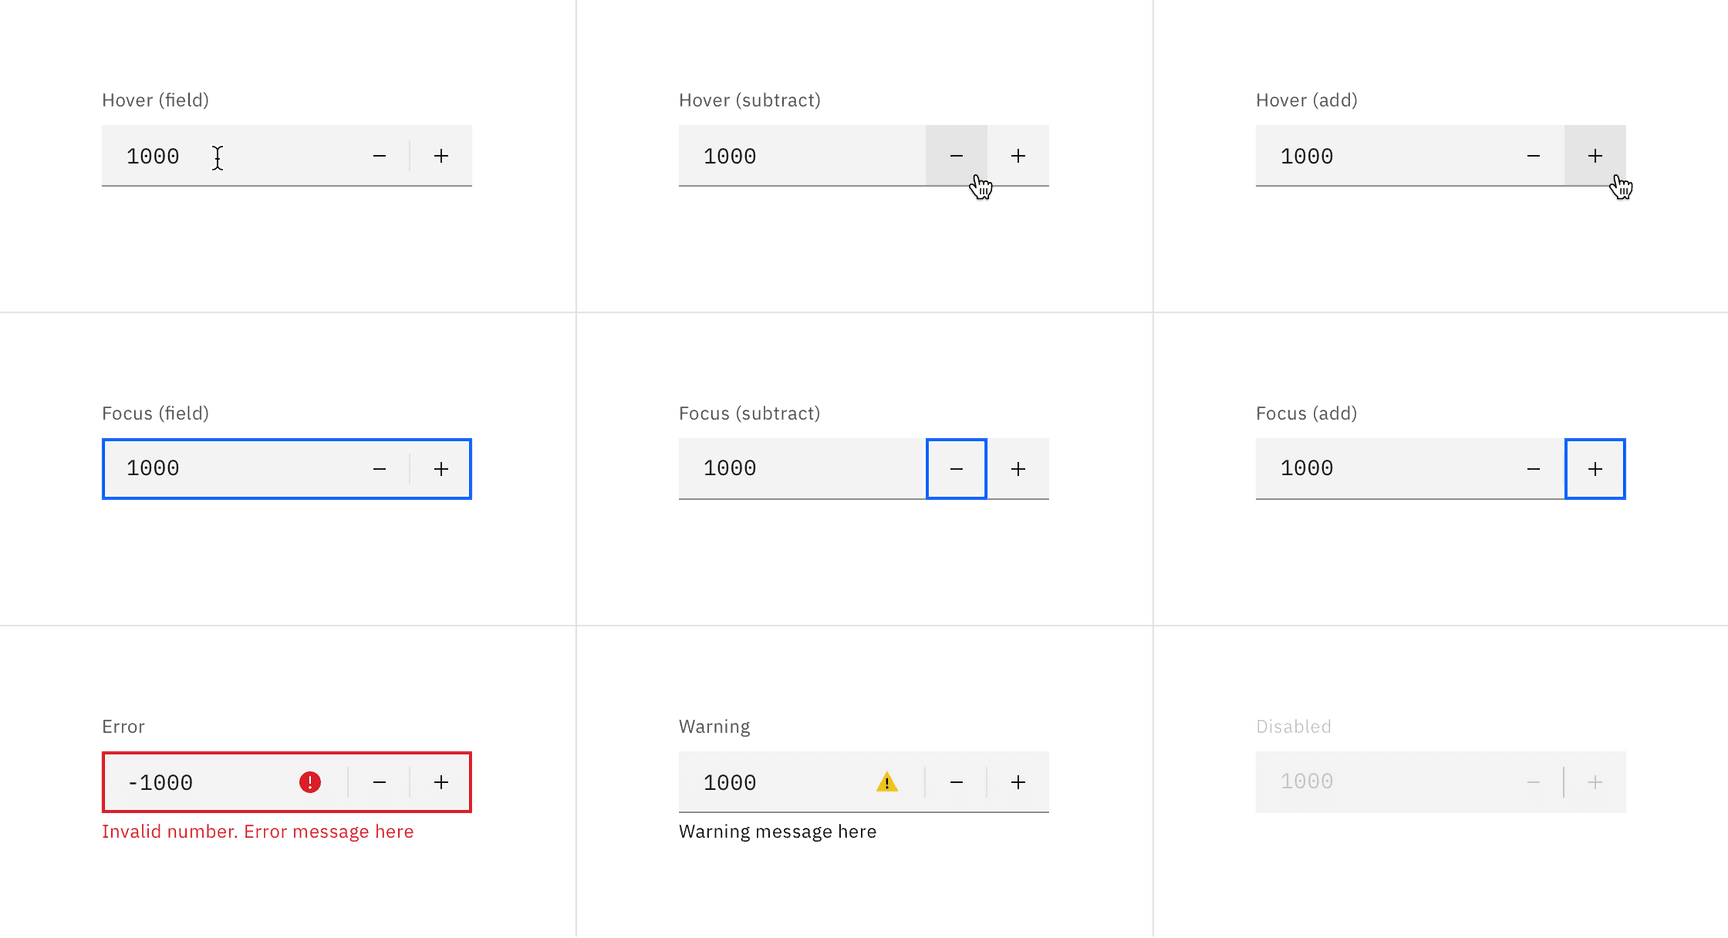 Hover (field)
1000 − +
Hover (subtract)
1000 − +
Hover (add)
1000 − +
Focus (field)
1000 − +
Focus (subtract)
1000 − +
Focus (add)
1000 − +
Error
-1000 ! − +
Invalid number. Error message here
Warning
1000 ! − +
Warning message here
Disabled
1000 − +